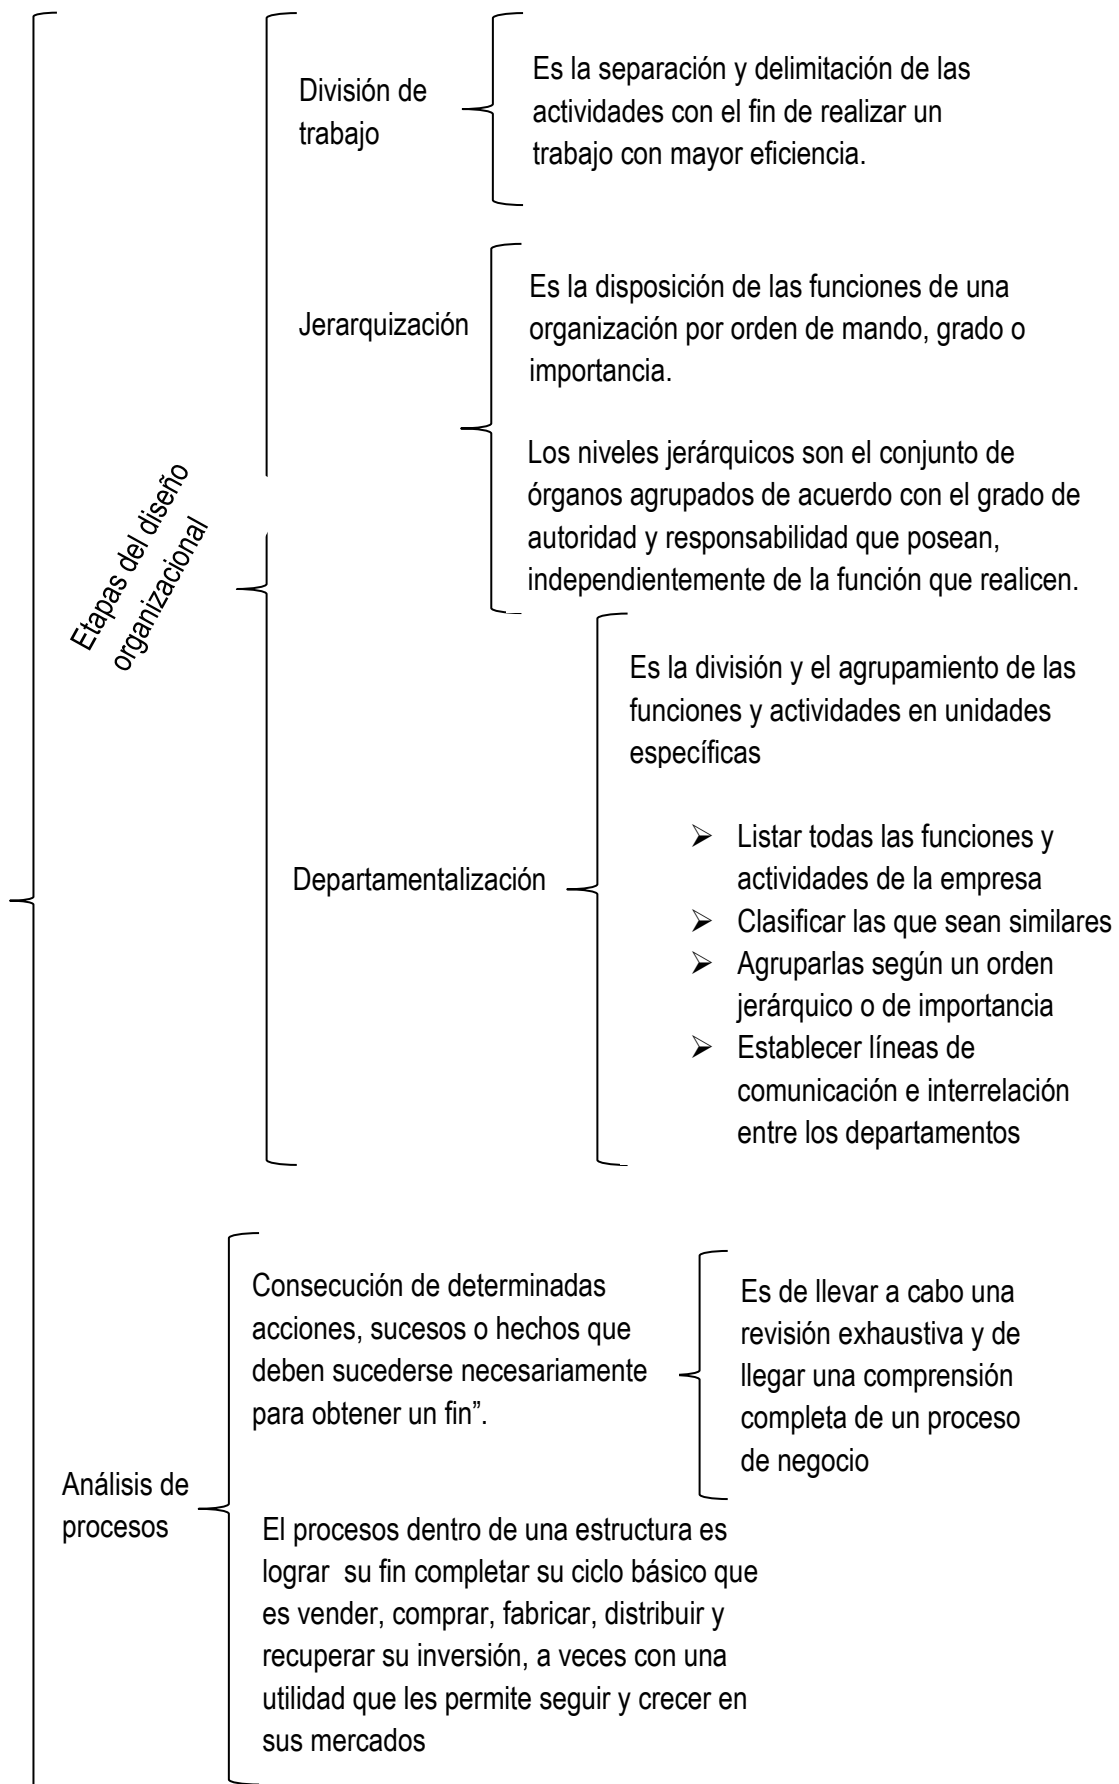 Etapas del diseño
organizacional
División de
trabajo
Es la separación y delimitación de las
actividades con el fin de realizar un
trabajo con mayor eficiencia.
Jerarquización
Es la disposición de las funciones de una
organización por orden de mando, grado o
importancia.
Los niveles jerárquicos son el conjunto de
órganos agrupados de acuerdo con el grado de
autoridad y responsabilidad que posean,
independientemente de la función que realicen.
Departamentalización
Es la división y el agrupamiento de las
funciones y actividades en unidades
específicas
➢ Listar todas las funciones y
actividades de la empresa
➢ Clasificar las que sean similares
➢ Agruparlas según un orden
jerárquico o de importancia
➢ Establecer líneas de
comunicación e interrelación
entre los departamentos
Análisis de
procesos
Consecución de determinadas
acciones, sucesos o hechos que
deben sucederse necesariamente
para obtener un fin”.
Es de llevar a cabo una
revisión exhaustiva y de
llegar una comprensión
completa de un proceso
de negocio
El procesos dentro de una estructura es
lograr su fin completar su ciclo básico que
es vender, comprar, fabricar, distribuir y
recuperar su inversión, a veces con una
utilidad que les permite seguir y crecer en
sus mercados